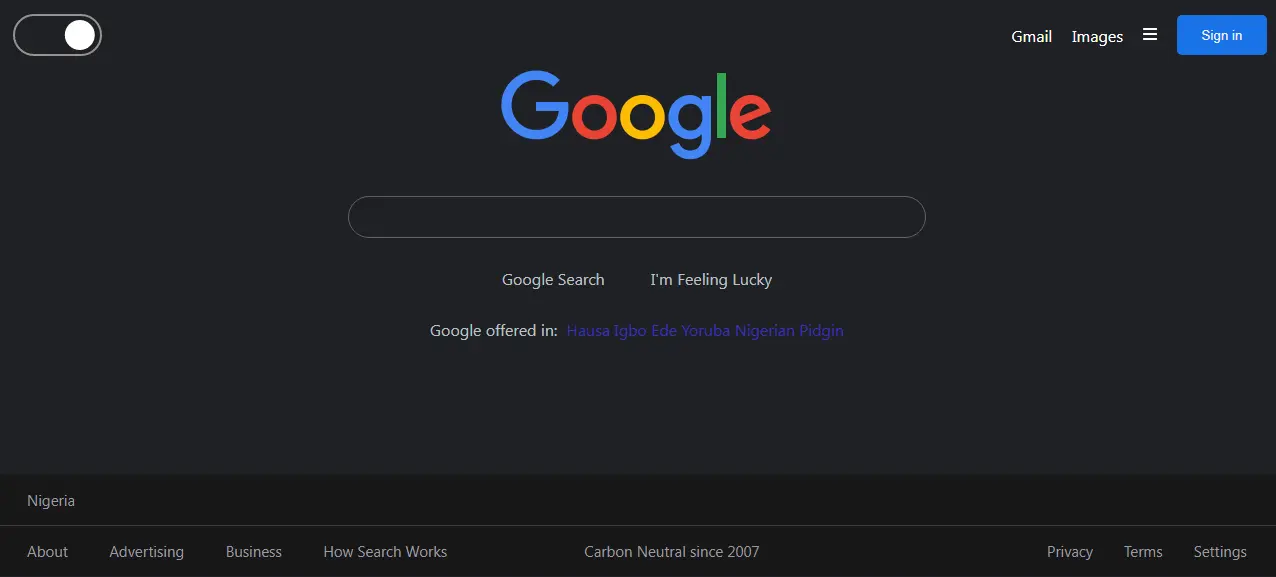 Gmail Images Sign in
Google
Google Search I'm Feeling Lucky
Google offered in: Hausa Igbo Ede Yoruba Nigerian Pidgin
Nigeria
About Advertising Business How Search Works Carbon Neutral since 2007 Privacy Terms Settings